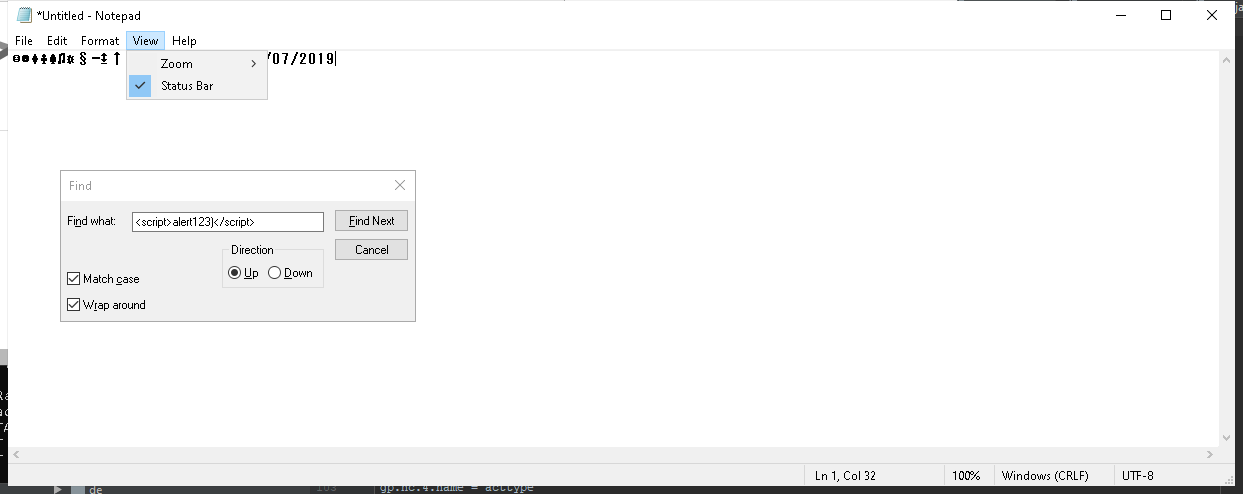 *Untitled - Notepad
File Edit Format View Help
☺☻♦♣♠♫☼§ ↨↑ /07/2019
Zoom >
✓ Status Bar
Find
Find what: <script>alert123)</script> Find Next
Direction Cancel
Up Down
Match case
Wrap around
Ln 1, Col 32 100% Windows (CRLF) UTF-8
de 103 gp.nc.4.name = acctype